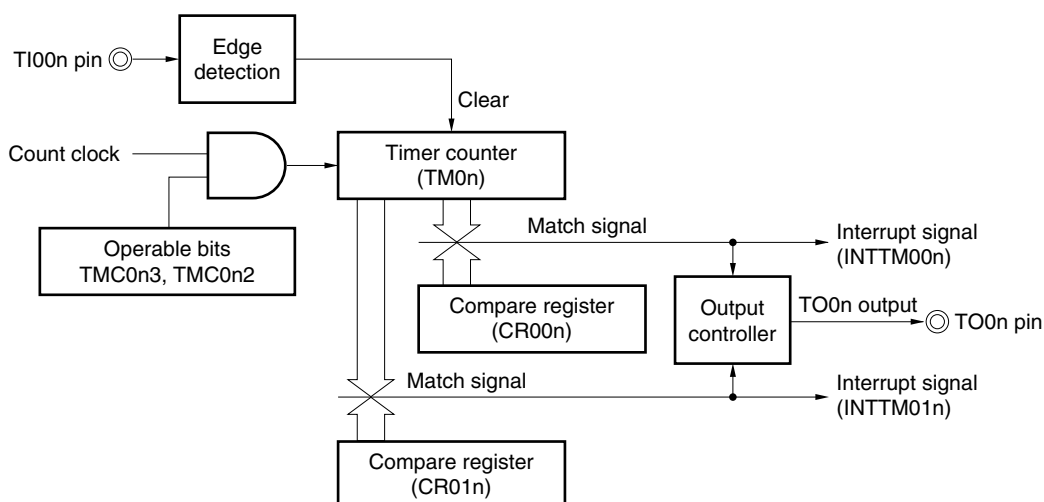 Edge
detection
TI00n pin
Clear
Count clock
Timer counter
(TM0n)
Operable bits
TMC0n3, TMC0n2
Match signal
Interrupt signal
(INTTM00n)
Compare register
(CR00n)
Output
controller
TO0n output
TO0n pin
Match signal
Interrupt signal
(INTTM01n)
Compare register
(CR01n)